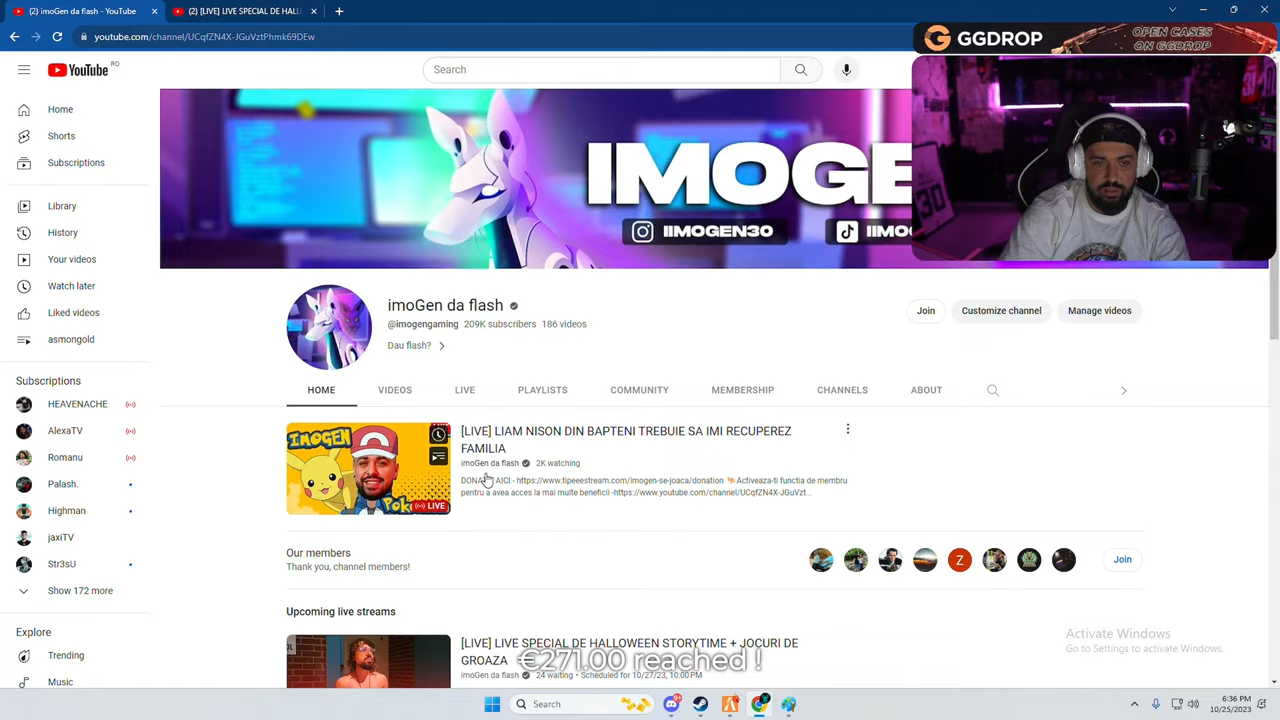 (2) imoGen da flash - YouTube
(2) [LIVE] LIVE SPECIAL DE HALL
youtube.com/channel/UCqfZN4X-JGuVztPhmk69DEw
GGDROP
OPEN CASES
ON GGDROP
YouTube RO
Search
Home
Shorts
Subscriptions
Library
History
Your videos
Watch later
Liked videos
asmongold
Subscriptions
HEAVENACHE
AlexaTV
Romanu
Palash.
Highman
jaxiTV
Str3sU
Show 172 more
Explore
Trending
Music
IMOGE
IIMOGEN30
IIMO
30
imoGen da flash
@imogengaming 209K subscribers 186 videos
Dau flash?
Join
Customize channel
Manage videos
HOME
VIDEOS
LIVE
PLAYLISTS
COMMUNITY
MEMBERSHIP
CHANNELS
ABOUT
IMOGEN
LIVE
[LIVE] LIAM NISON DIN BAPTENI TREBUIE SA IMI RECUPEREZ
FAMILIA
imoGen da flash 2K watching
AICI - https://www.tipeeestream.com/imogen-se-joaca/donation Activeaza-ti functia de membru
pentru a avea acces la mai multe beneficii -https://www.youtube.com/channel/UCqfZN4X-JGuVzt...
Our members
Thank you, channel members!
Z
Join
Upcoming live streams
[LIVE] LIVE SPECIAL DE HALLOWEEN STORYTIME + JOCURI DE
GROAZA
€271.00 reached !
imoGen da flash 24 waiting • Scheduled for 10/27/23, 10:00PM
Activate Windows
Go to Settings to activate Windows.
Search
6:36 PM
10/25/2023